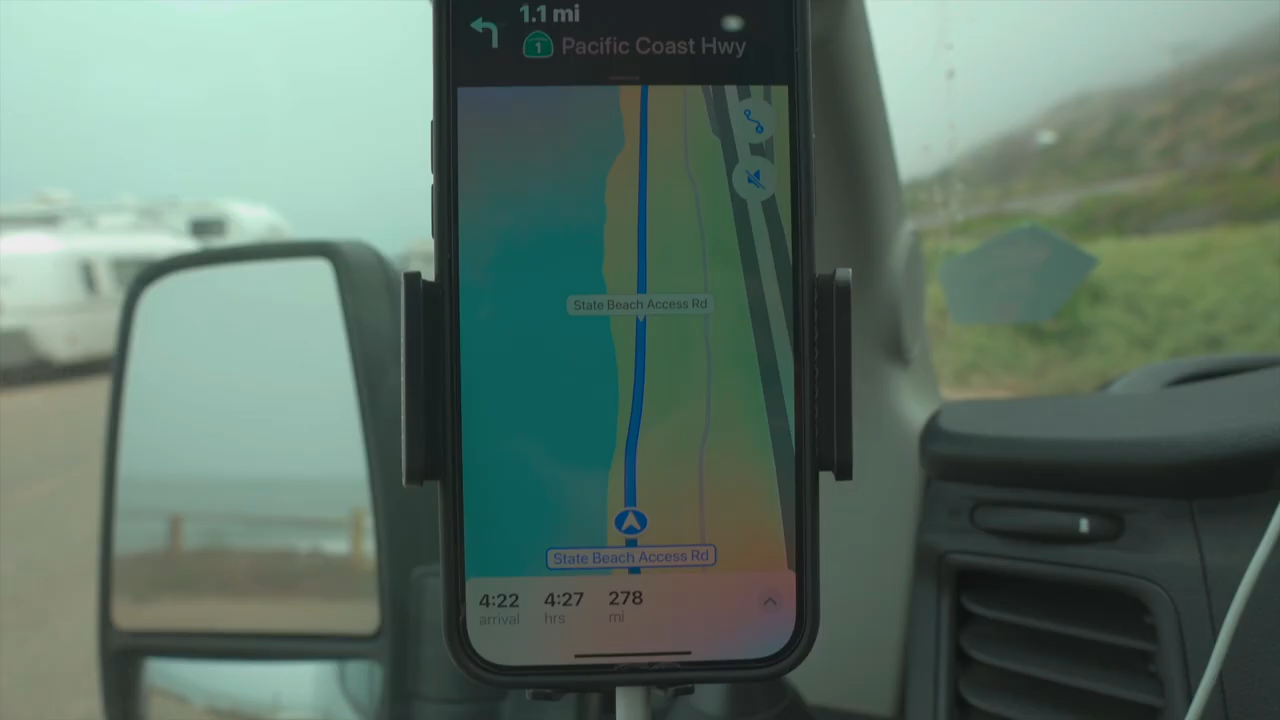 1.1 mi
1 Pacific Coast Hwy
State Beach Access Rd
State Beach Access Rd
4:22 4:27 278
arrival hrs mi